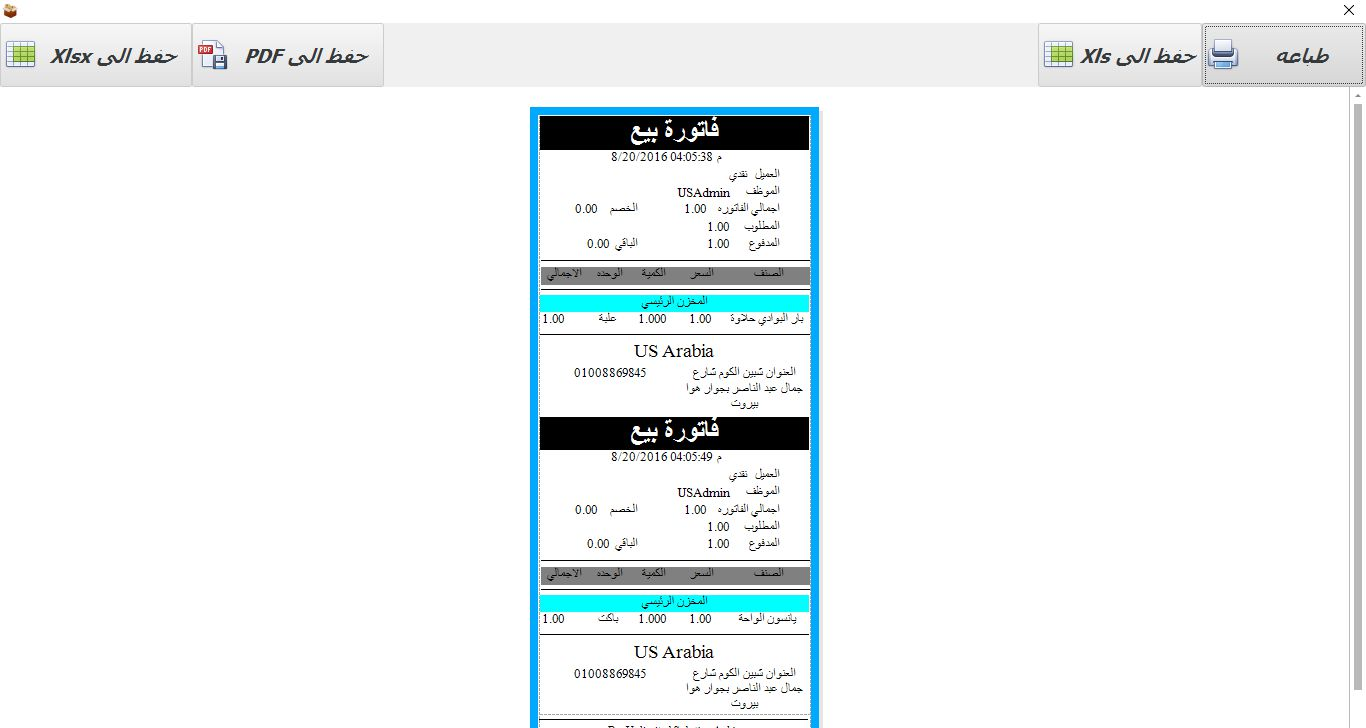 طباعه
حفظ الى Xls
حفظ الى PDF
حفظ الى Xlsx
فاتورة بيع
8/20/2016 04:05:38 م
العميل نقدي
الموظف USAdmin
اجمالي الفاتوره 1.00 الخصم 0.00
المطلوب 1.00
المدفوع 1.00 الباقي 0.00
الصنف السعر الكمية الوحده الاجمالي
المخزن الرئيسي
بار البوادي حلاوة 1.00 1.000 علبة 1.00
US Arabia
العنوان شبين الكوم شارع 01008869845
جمال عبد الناصر بجوار هوا
بيروت
فاتورة بيع
8/20/2016 04:05:49 م
العميل نقدي
الموظف USAdmin
اجمالي الفاتوره 1.00 الخصم 0.00
المطلوب 1.00
المدفوع 1.00 الباقي 0.00
الصنف السعر الكمية الوحده الاجمالي
المخزن الرئيسي
يانسون الواحة 1.00 1.000 باكت 1.00
US Arabia
العنوان شبين الكوم شارع 01008869845
جمال عبد الناصر بجوار هوا
بيروت